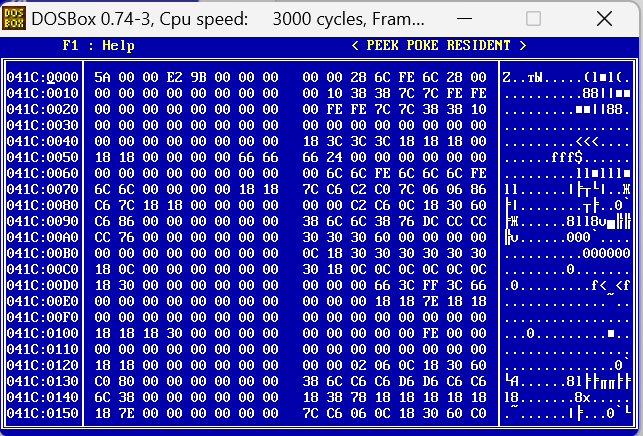 DOSBox 0.74-3, Cpu speed: 3000 cycles, Fram...
F1 : Help < PEEK POKE RESIDENT >
041C:0000 5A 00 00 E2 9B 00 00 00 00 00 28 6C FE 6C 28 00 Z..тЫ.....(l■l(.
041C:0010 00 00 00 00 00 00 00 00 00 10 38 38 7C 7C FE FE ..........88||■■
041C:0020 00 00 00 00 00 00 00 00 00 FE FE 7C 7C 38 38 10 .........■■||88.
041C:0030 00 00 00 00 00 00 00 00 00 00 00 00 00 00 00 00 ................
041C:0040 00 00 00 00 00 00 00 00 18 3C 3C 3C 18 18 18 00 .........<<<....
041C:0050 18 18 00 00 00 00 66 66 66 24 00 00 00 00 00 00 ......fff$......
041C:0060 00 00 00 00 00 00 00 00 00 6C 6C FE 6C 6C 6C FE .........ll■lll■
041C:0070 6C 6C 00 00 00 00 18 18 7C C6 C2 C0 7C 06 06 86 ll......|╞┬└|..Ж
041C:0080 C6 7C 18 18 00 00 00 00 00 00 C2 C6 0C 18 30 60 ╞|........┬╞..0`
041C:0090 C6 86 00 00 00 00 00 00 38 6C 6C 38 76 DC CC CC ╞Ж......8ll8v▄╠╠
041C:00A0 CC 76 00 00 00 00 00 00 30 30 30 60 00 00 00 00 ╠v......000`....
041C:00B0 00 00 00 00 00 00 00 00 0C 18 30 30 30 30 30 30 ..........000000
041C:00C0 18 0C 00 00 00 00 00 00 30 18 0C 0C 0C 0C 0C 0C ........0.......
041C:00D0 18 30 00 00 00 00 00 00 00 00 00 66 3C FF 3C 66 .0.........f< <f
041C:00E0 00 00 00 00 00 00 00 00 00 00 00 18 18 7E 18 18 .............~..
041C:00F0 00 00 00 00 00 00 00 00 00 00 00 00 00 00 00 00 ................
041C:0100 18 18 18 30 00 00 00 00 00 00 00 00 00 FE 00 00 ...0.........■..
041C:0110 00 00 00 00 00 00 00 00 00 00 00 00 00 00 00 00 ................
041C:0120 18 18 00 00 00 00 00 00 00 00 02 06 0C 18 30 60 ..............0`
041C:0130 C0 80 00 00 00 00 00 00 38 6C C6 C6 D6 D6 C6 C6 └А......8l╞╞╓╓╞╞
041C:0140 6C 38 00 00 00 00 00 00 18 38 78 18 18 18 18 18 l8.......8x.....
041C:0150 18 7E 00 00 00 00 00 00 7C C6 06 0C 18 30 60 C0 .~......|╞...0`└